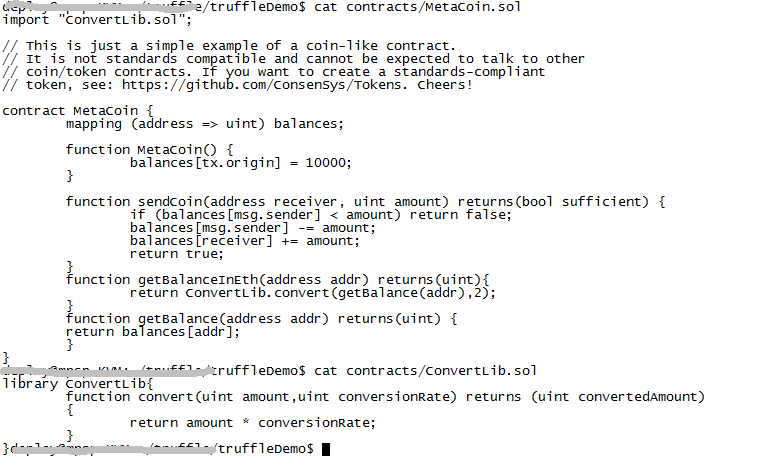 /truffleDemo$ cat contracts/MetaCoin.sol
import "ConvertLib.sol";
// This is just a simple example of a coin-like contract.
// It is not standards compatible and cannot be expected to talk to other
// coin/token contracts. If you want to create a standards-compliant
// token, see: https://github.com/ConsenSys/Tokens. Cheers!
contract MetaCoin {
        mapping (address => uint) balances;
        function MetaCoin() {
                balances[tx.origin] = 10000;
        }
        function sendCoin(address receiver, uint amount) returns(bool sufficient) {
                if (balances[msg.sender] < amount) return false;
                balances[msg.sender] -= amount;
                balances[receiver] += amount;
                return true;
        }
        function getBalanceInEth(address addr) returns(uint){
                return ConvertLib.convert(getBalance(addr),2);
        }
        function getBalance(address addr) returns(uint) {
        return balances[addr];
        }
}
/truffleDemo$ cat contracts/ConvertLib.sol
library ConvertLib{
        function convert(uint amount,uint conversionRate) returns (uint convertedAmount)
        {
                return amount * conversionRate;
        }
}/truffleDemo$